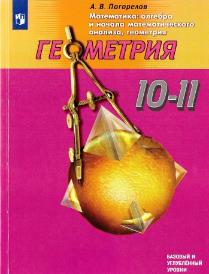 А. В. Погорелов
Математика: алгебра
и начала математического
анализа, геометрия
ГЕОМЕТРИЯ
10-11
БАЗОВЫЙ И
УГЛУБЛЁННЫЙ
УРОВНИ